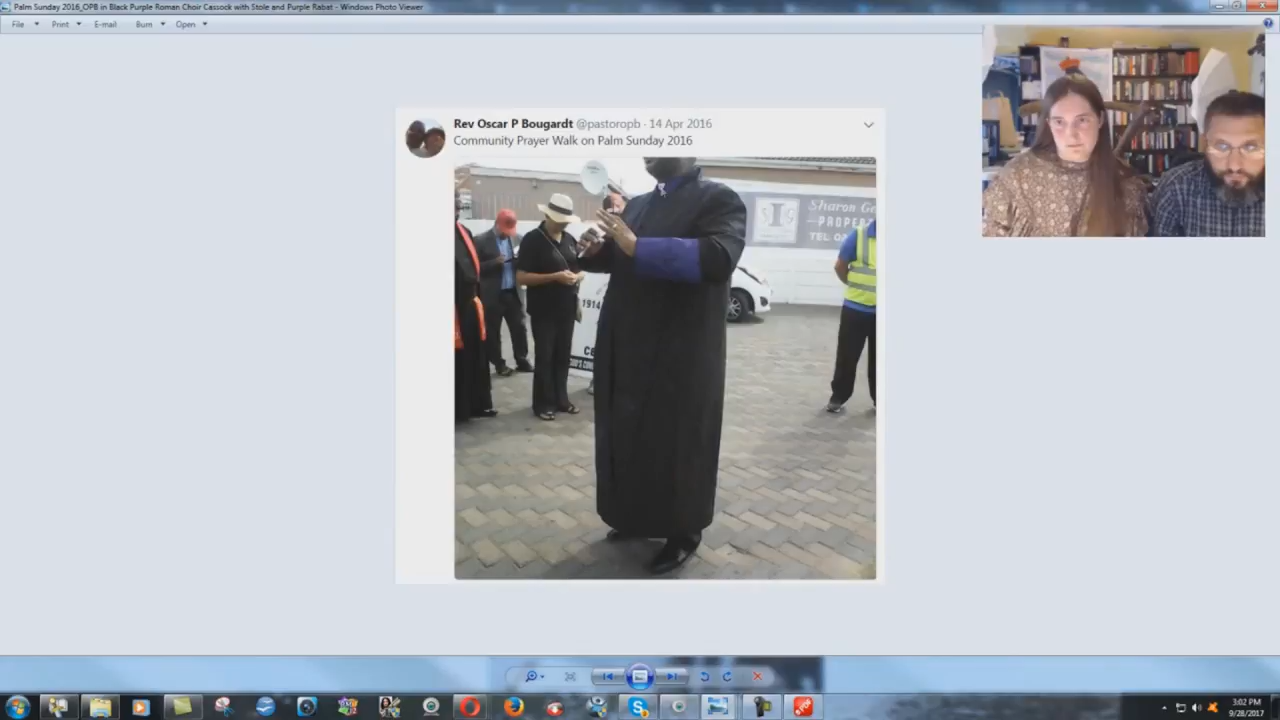 Palm Sunday 2016_OPB in Black Purple Roman Choir Cassock with Stole and Purple Rabat - Windows Photo Viewer
File Print E-mail Burn Open
Rev Oscar P Bougardt @pastoropb · 14 Apr 2016
Community Prayer Walk on Palm Sunday 2016
Sharon Ge
PROPER
TEL. 02
1914
3:02 PM
9/28/2017